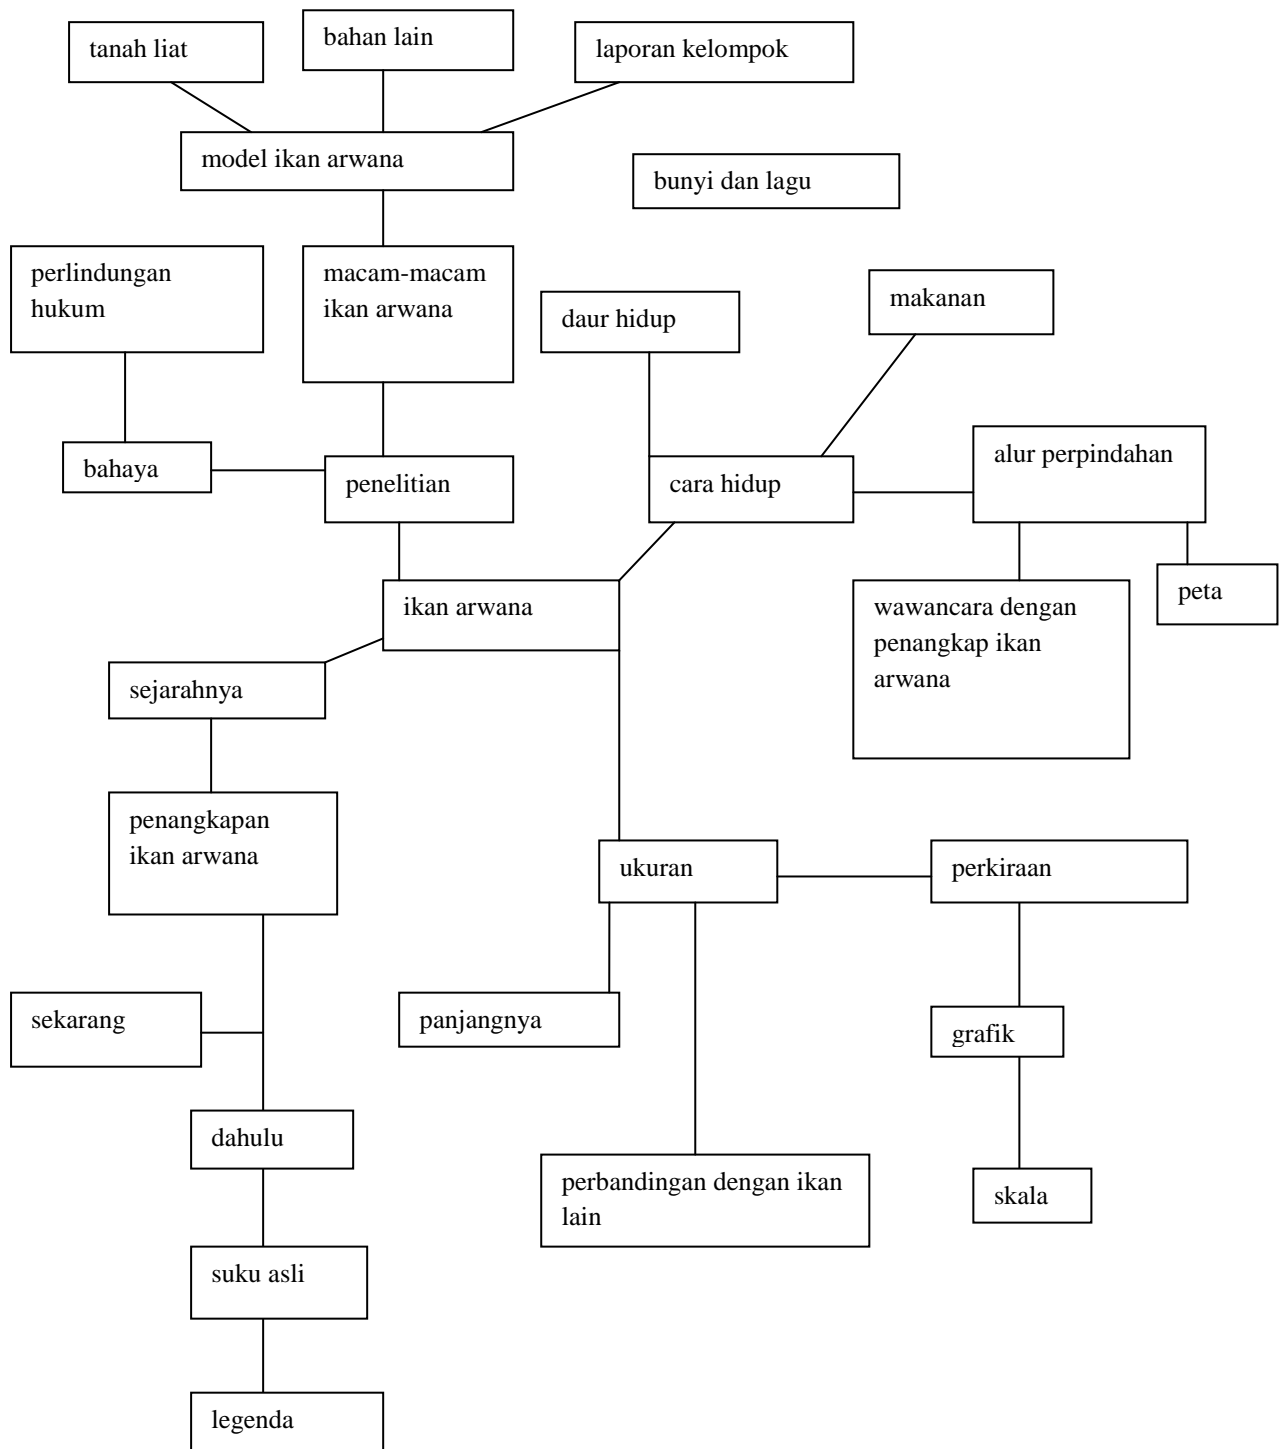 tanah liat
bahan lain
laporan kelompok
model ikan arwana
bunyi dan lagu
perlindungan
hukum
macam-macam
ikan arwana
daur hidup
makanan
bahaya
penelitian
cara hidup
alur perpindahan
ikan arwana
wawancara dengan
penangkap ikan
arwana
peta
sejarahnya
penangkapan
ikan arwana
ukuran
perkiraan
sekarang
panjangnya
grafik
dahulu
perbandingan dengan ikan
lain
skala
suku asli
legenda